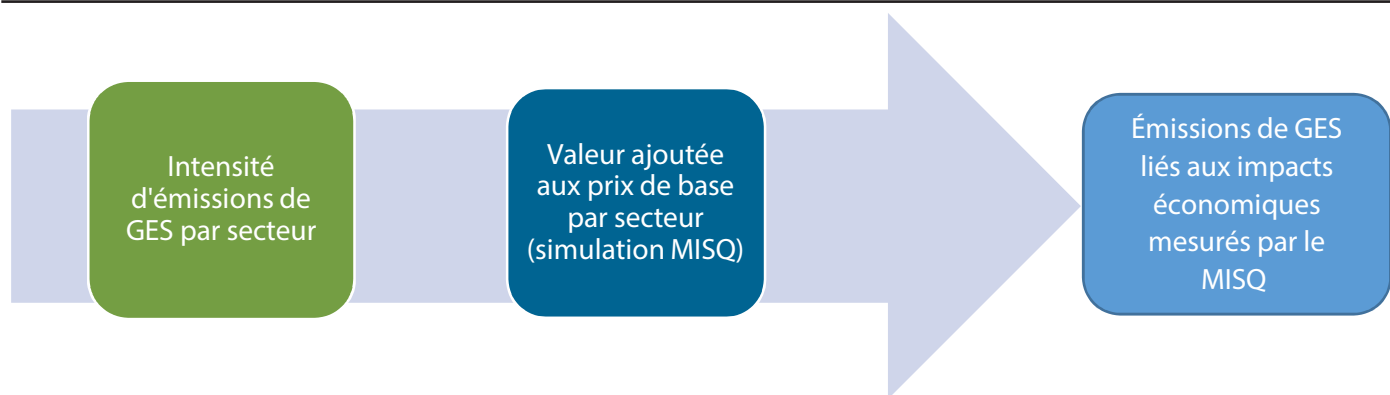 Intensité
d'émissions de
GES par secteur
Valeur ajoutée
aux prix de base
par secteur
(simulation MISQ)
Émissions de GES
liés aux impacts
économiques
mesurés par le
MISQ